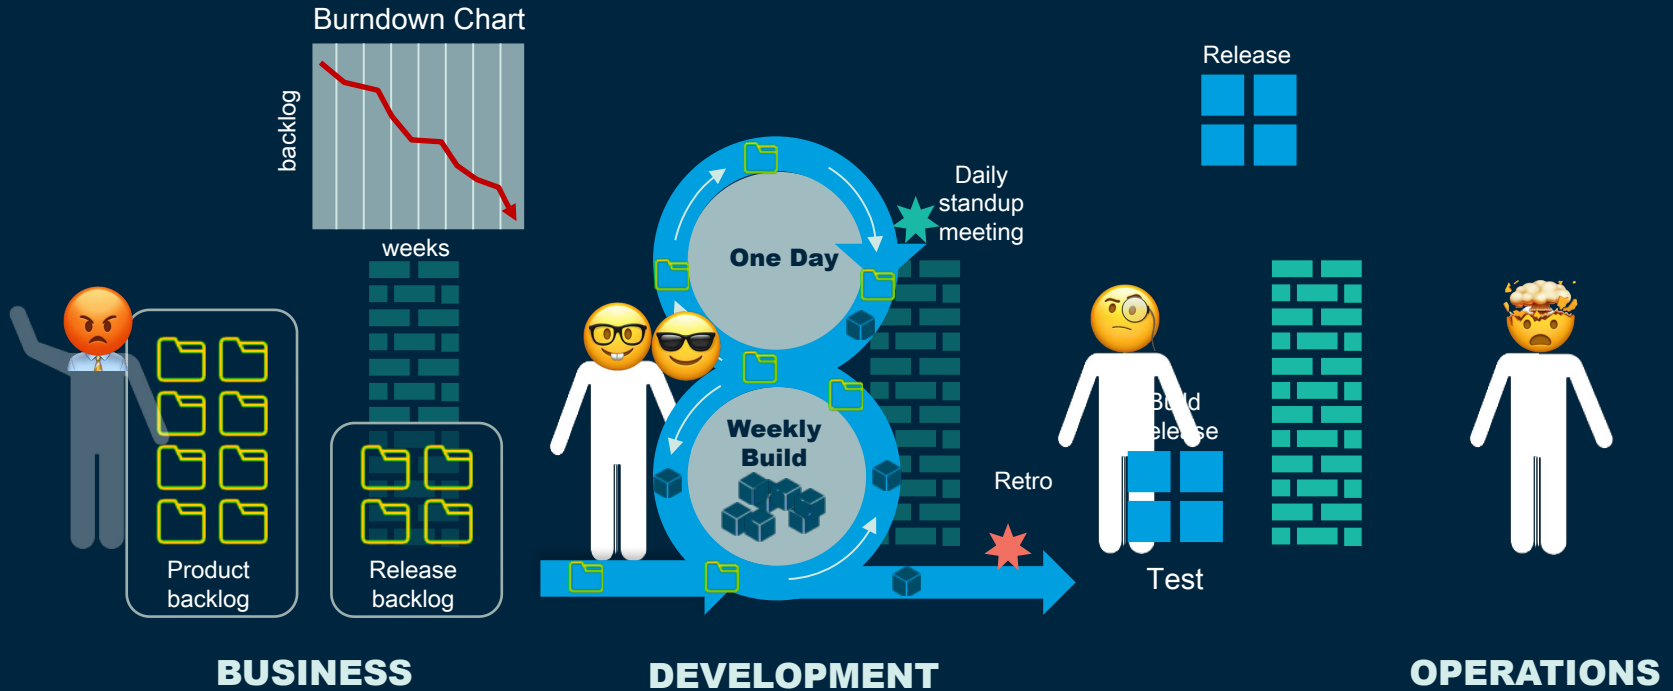 Burndown Chart
backlog
weeks
Product
backlog
Release
backlog
BUSINESS
One Day
Weekly
Build
Daily
standup
meeting
Retro
DEVELOPMENT
Release
Build
Test
OPERATIONS